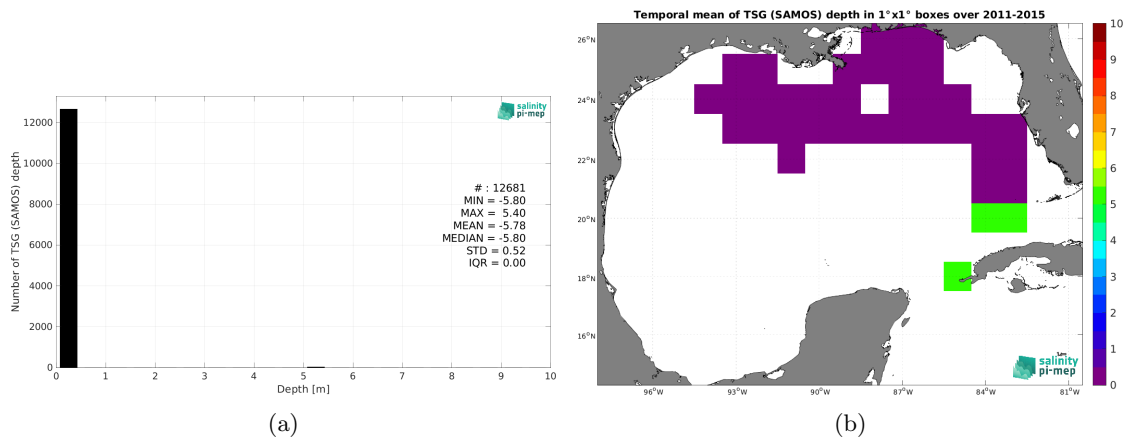 Number of TSG (SAMOS) depth
12000
10000
8000
6000
4000
2000
0
salinity
pi-mep
# : 12681
MIN = -5.80
MAX = 5.40
MEAN = -5.78
MEDIAN = -5.80
STD = 0.52
IQR = 0.00
0 1 2 3 4 5 6 7 8 9 10
Depth [m]
(a)
Temporal mean of TSG (SAMOS) depth in 1°x1° boxes over 2011-2015
26°N
24°N
22°N
20°N
18°N
16°N
96°W 93°W 90°W 87°W 84°W 81°W
salinity
pi-mep
10
9
8
7
6
5
4
3
2
1
0
(b)